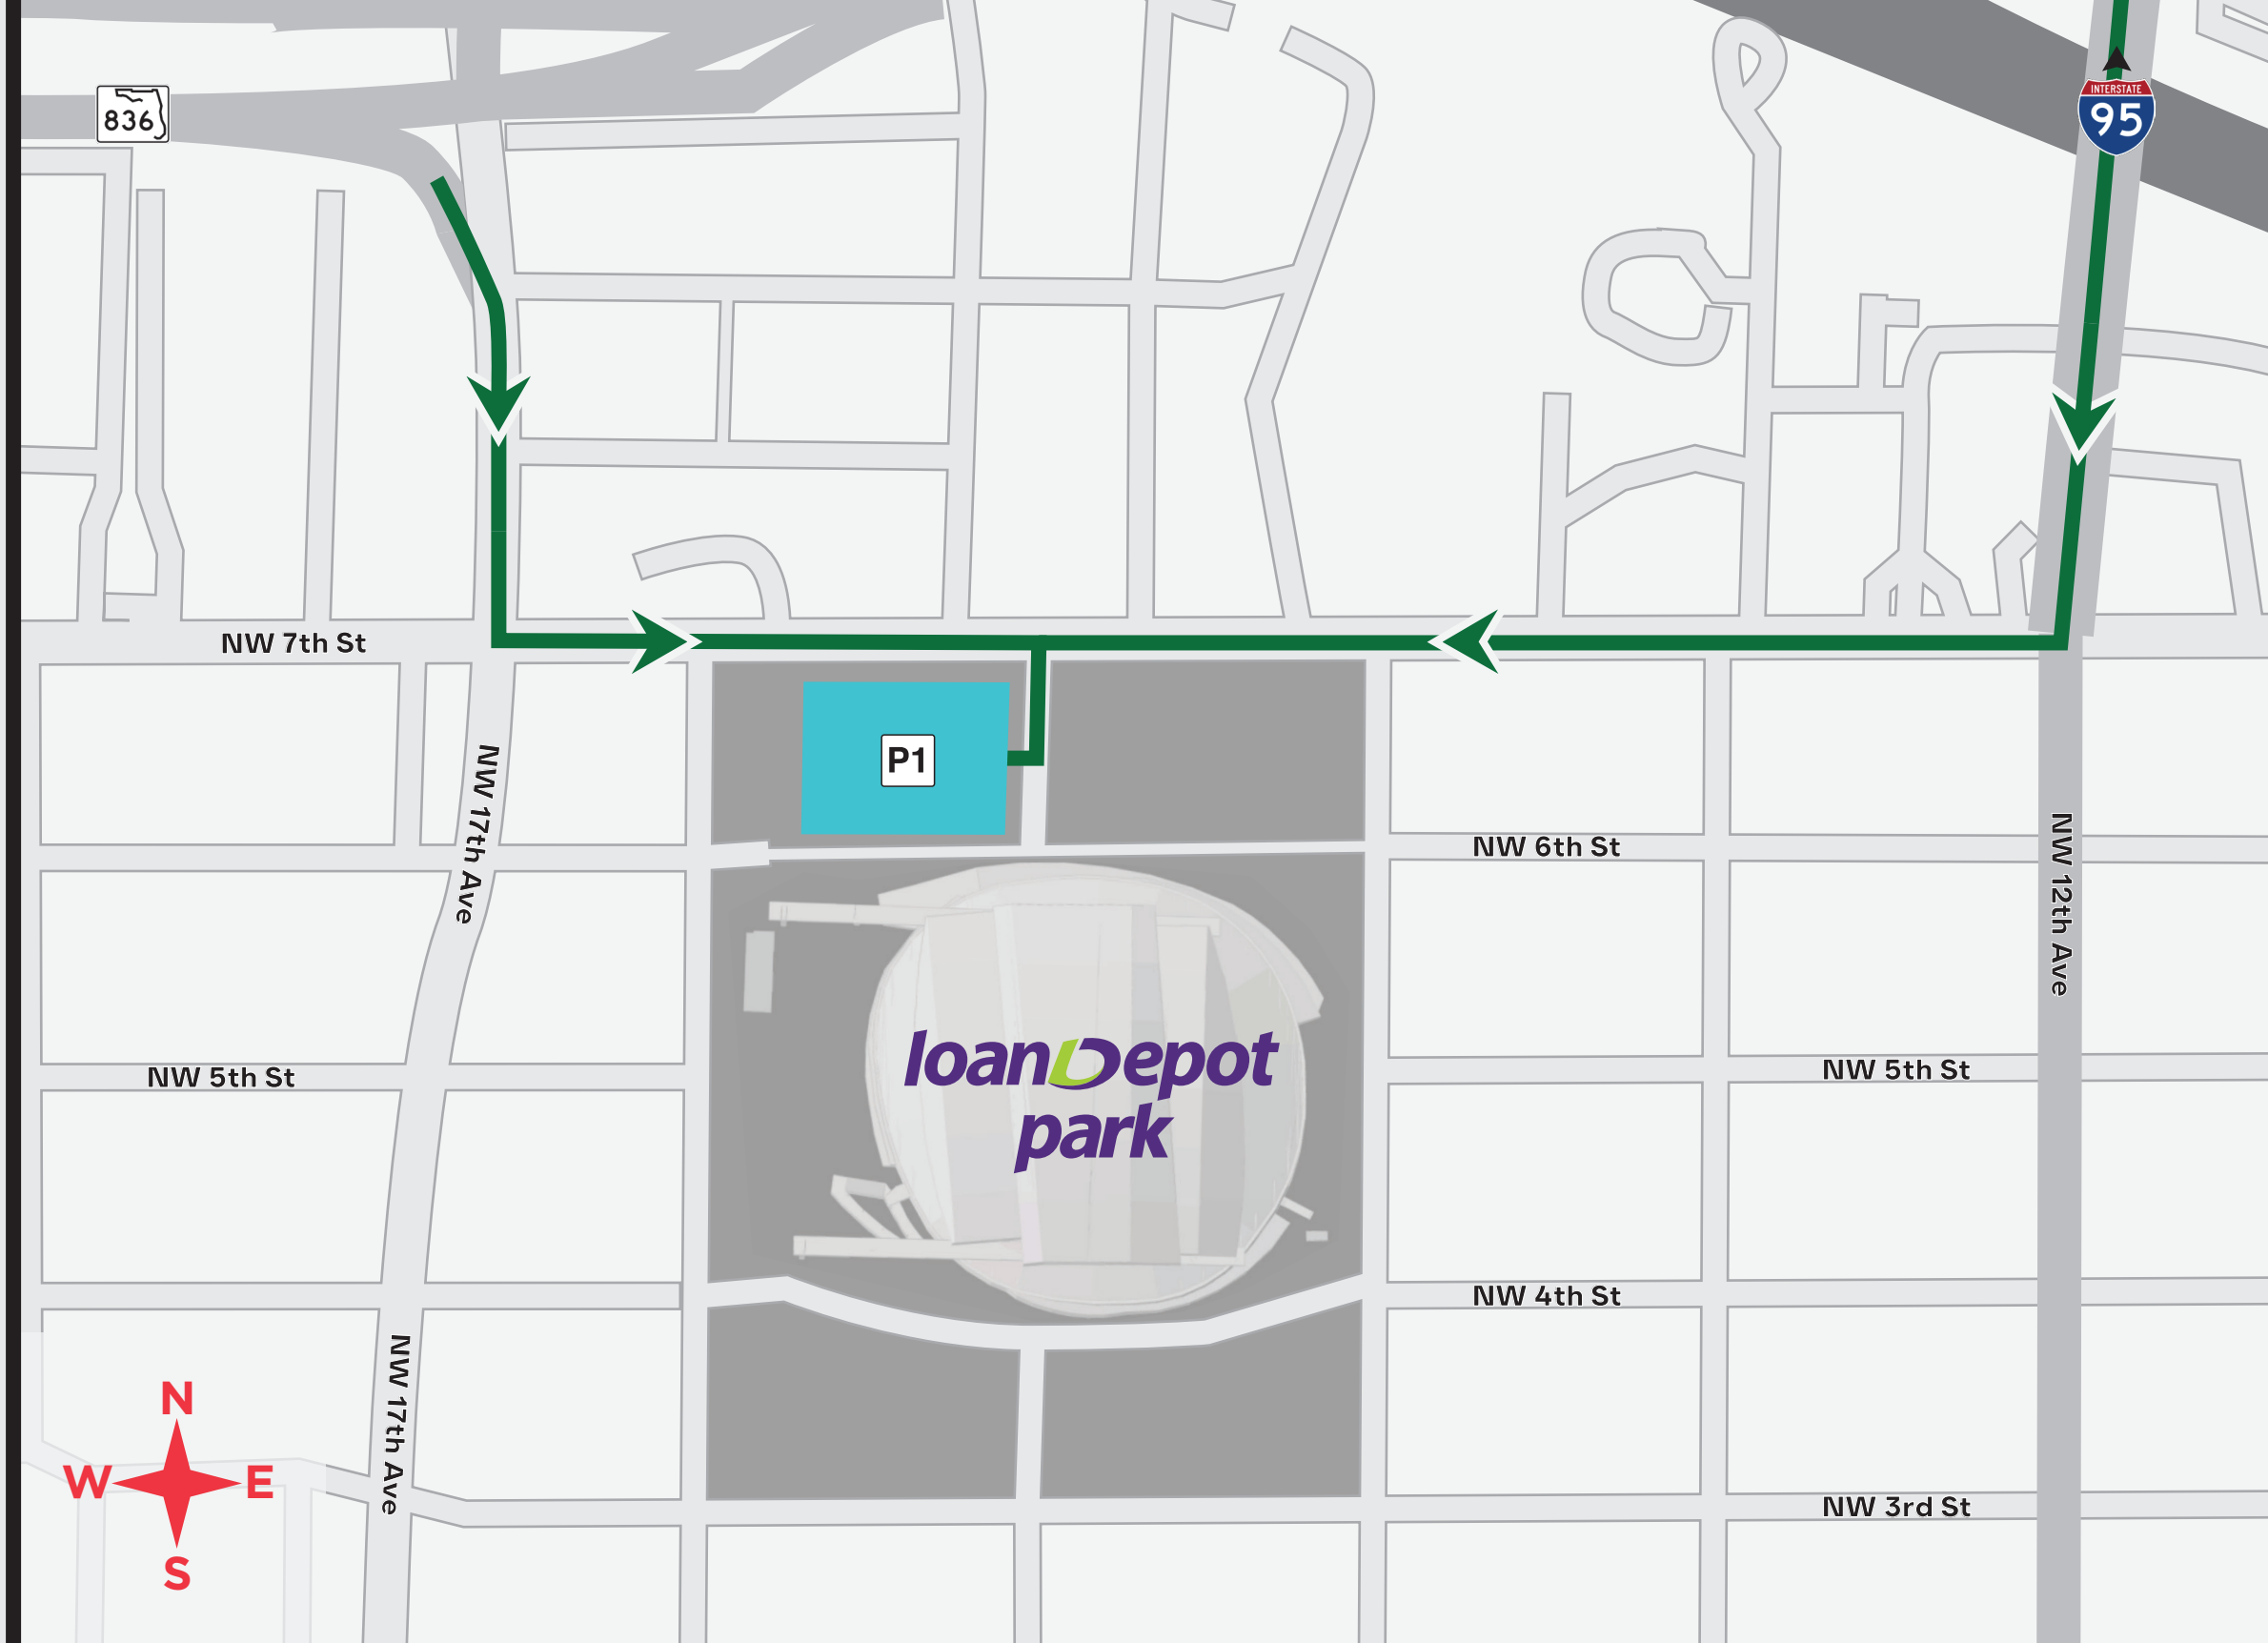 INTERSTATE
95
836
NW 7th St
P1
NW 17th Ave
NW 6th St
NW 12th Ave
loanDepot
park
NW 5th St
NW 5th St
NW 4th St
NW 17th Ave
N
W E
S
NW 3rd St